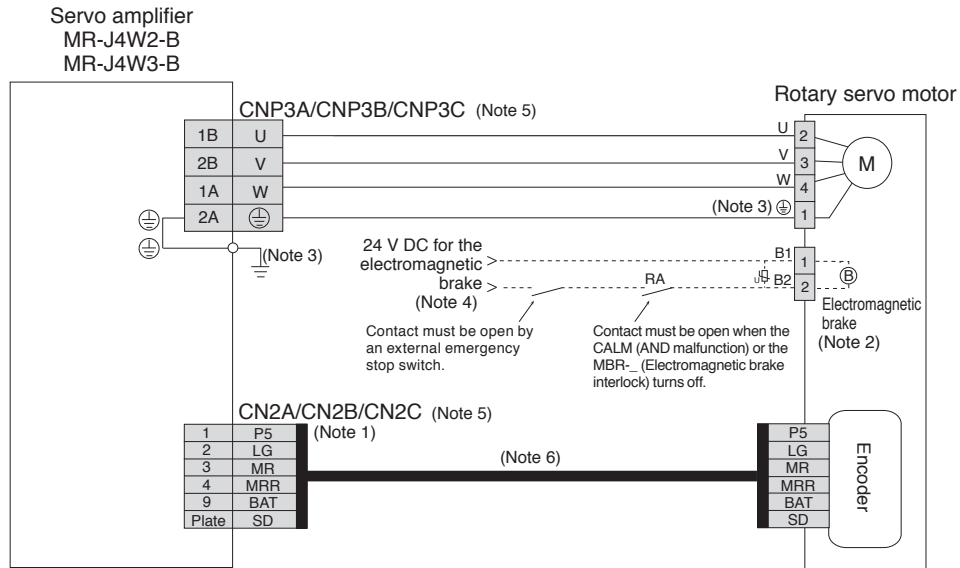 Servo amplifier
MR-J4W2-B
MR-J4W3-B
Rotary servo motor
CNP3A/CNP3B/CNP3C (Note 5)
1B U
2B V
1A W
2A
U 2
V 3
W 4
(Note 3) 1
M
(Note 3)
24 V DC for the
electromagnetic
brake
(Note 4)
RA
B1 1
U B2 2
B
Electromagnetic
brake
(Note 2)
Contact must be open by
an external emergency
stop switch.
Contact must be open when the
CALM (AND malfunction) or the
MBR-_ (Electromagnetic brake
interlock) turns off.
CN2A/CN2B/CN2C (Note 5)
(Note 1)
(Note 6)
1 P5
2 LG
3 MR
4 MRR
9 BAT
Plate SD
P5
LG
MR
MRR
BAT
SD
Encoder